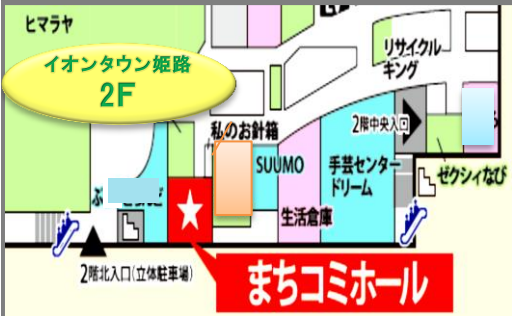 ヒマラヤ
イオンタウン姫路
2F
リサイクル
キング
2階中央入口
私のお針箱
SUUMO
手芸センター
ドリーム
ゼクシィなび
生活倉庫
2階北入口(立体駐車場)
まちコミホール